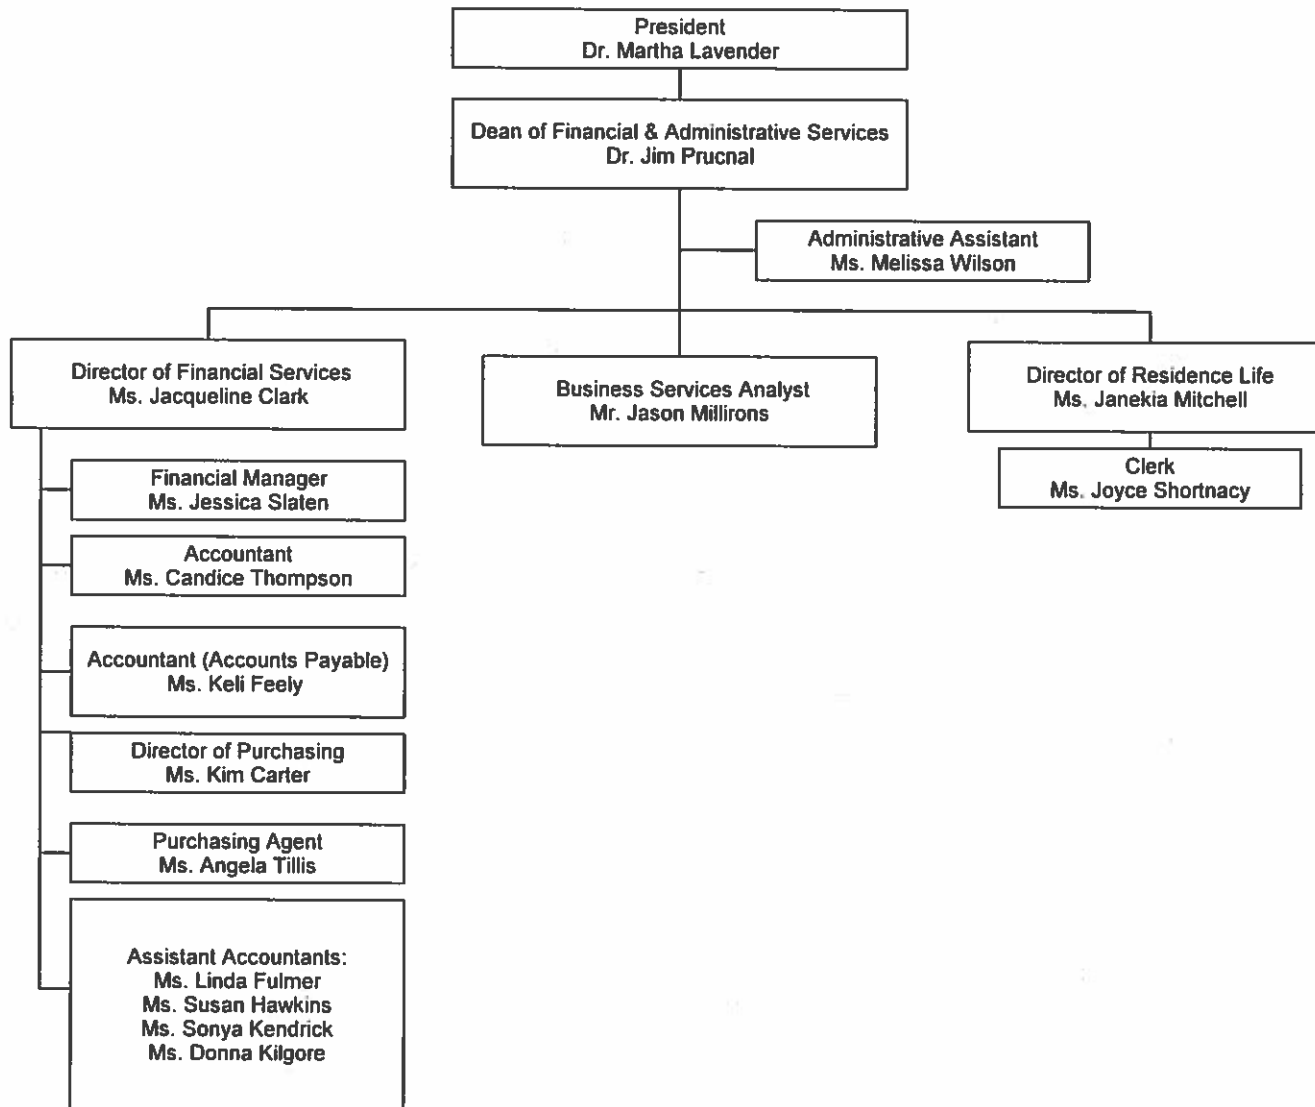 President
Dr. Martha Lavender
Dean of Financial & Administrative Services
Dr. Jim Prucnal
Administrative Assistant
Ms. Melissa Wilson
Director of Financial Services
Ms. Jacqueline Clark
Business Services Analyst
Mr. Jason Millirons
Director of Residence Life
Ms. Janekia Mitchell
Clerk
Ms. Joyce Shortnacy
Financial Manager
Ms. Jessica Slaten
Accountant
Ms. Candice Thompson
Accountant (Accounts Payable)
Ms. Keli Feely
Director of Purchasing
Ms. Kim Carter
Purchasing Agent
Ms. Angela Tillis
Assistant Accountants:
Ms. Linda Fulmer
Ms. Susan Hawkins
Ms. Sonya Kendrick
Ms. Donna Kilgore